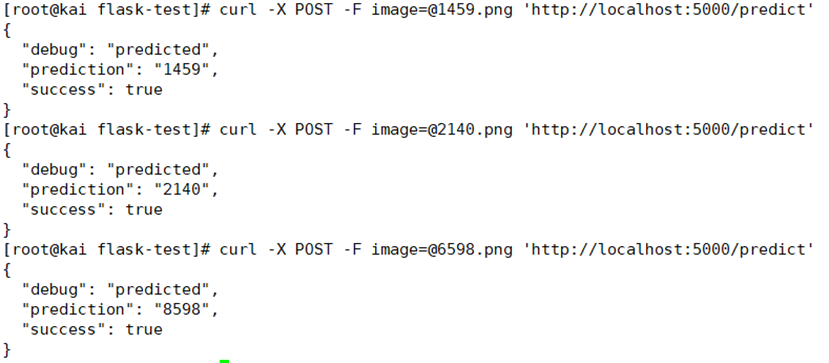 [root@kai flask-test]# curl -X POST -F image=@1459.png 'http://localhost:5000/predict'
{
  "debug": "predicted",
  "prediction": "1459",
  "success": true
}
[root@kai flask-test]# curl -X POST -F image=@2140.png 'http://localhost:5000/predict'
{
  "debug": "predicted",
  "prediction": "2140",
  "success": true
}
[root@kai flask-test]# curl -X POST -F image=@6598.png 'http://localhost:5000/predict'
{
  "debug": "predicted",
  "prediction": "8598",
  "success": true
}